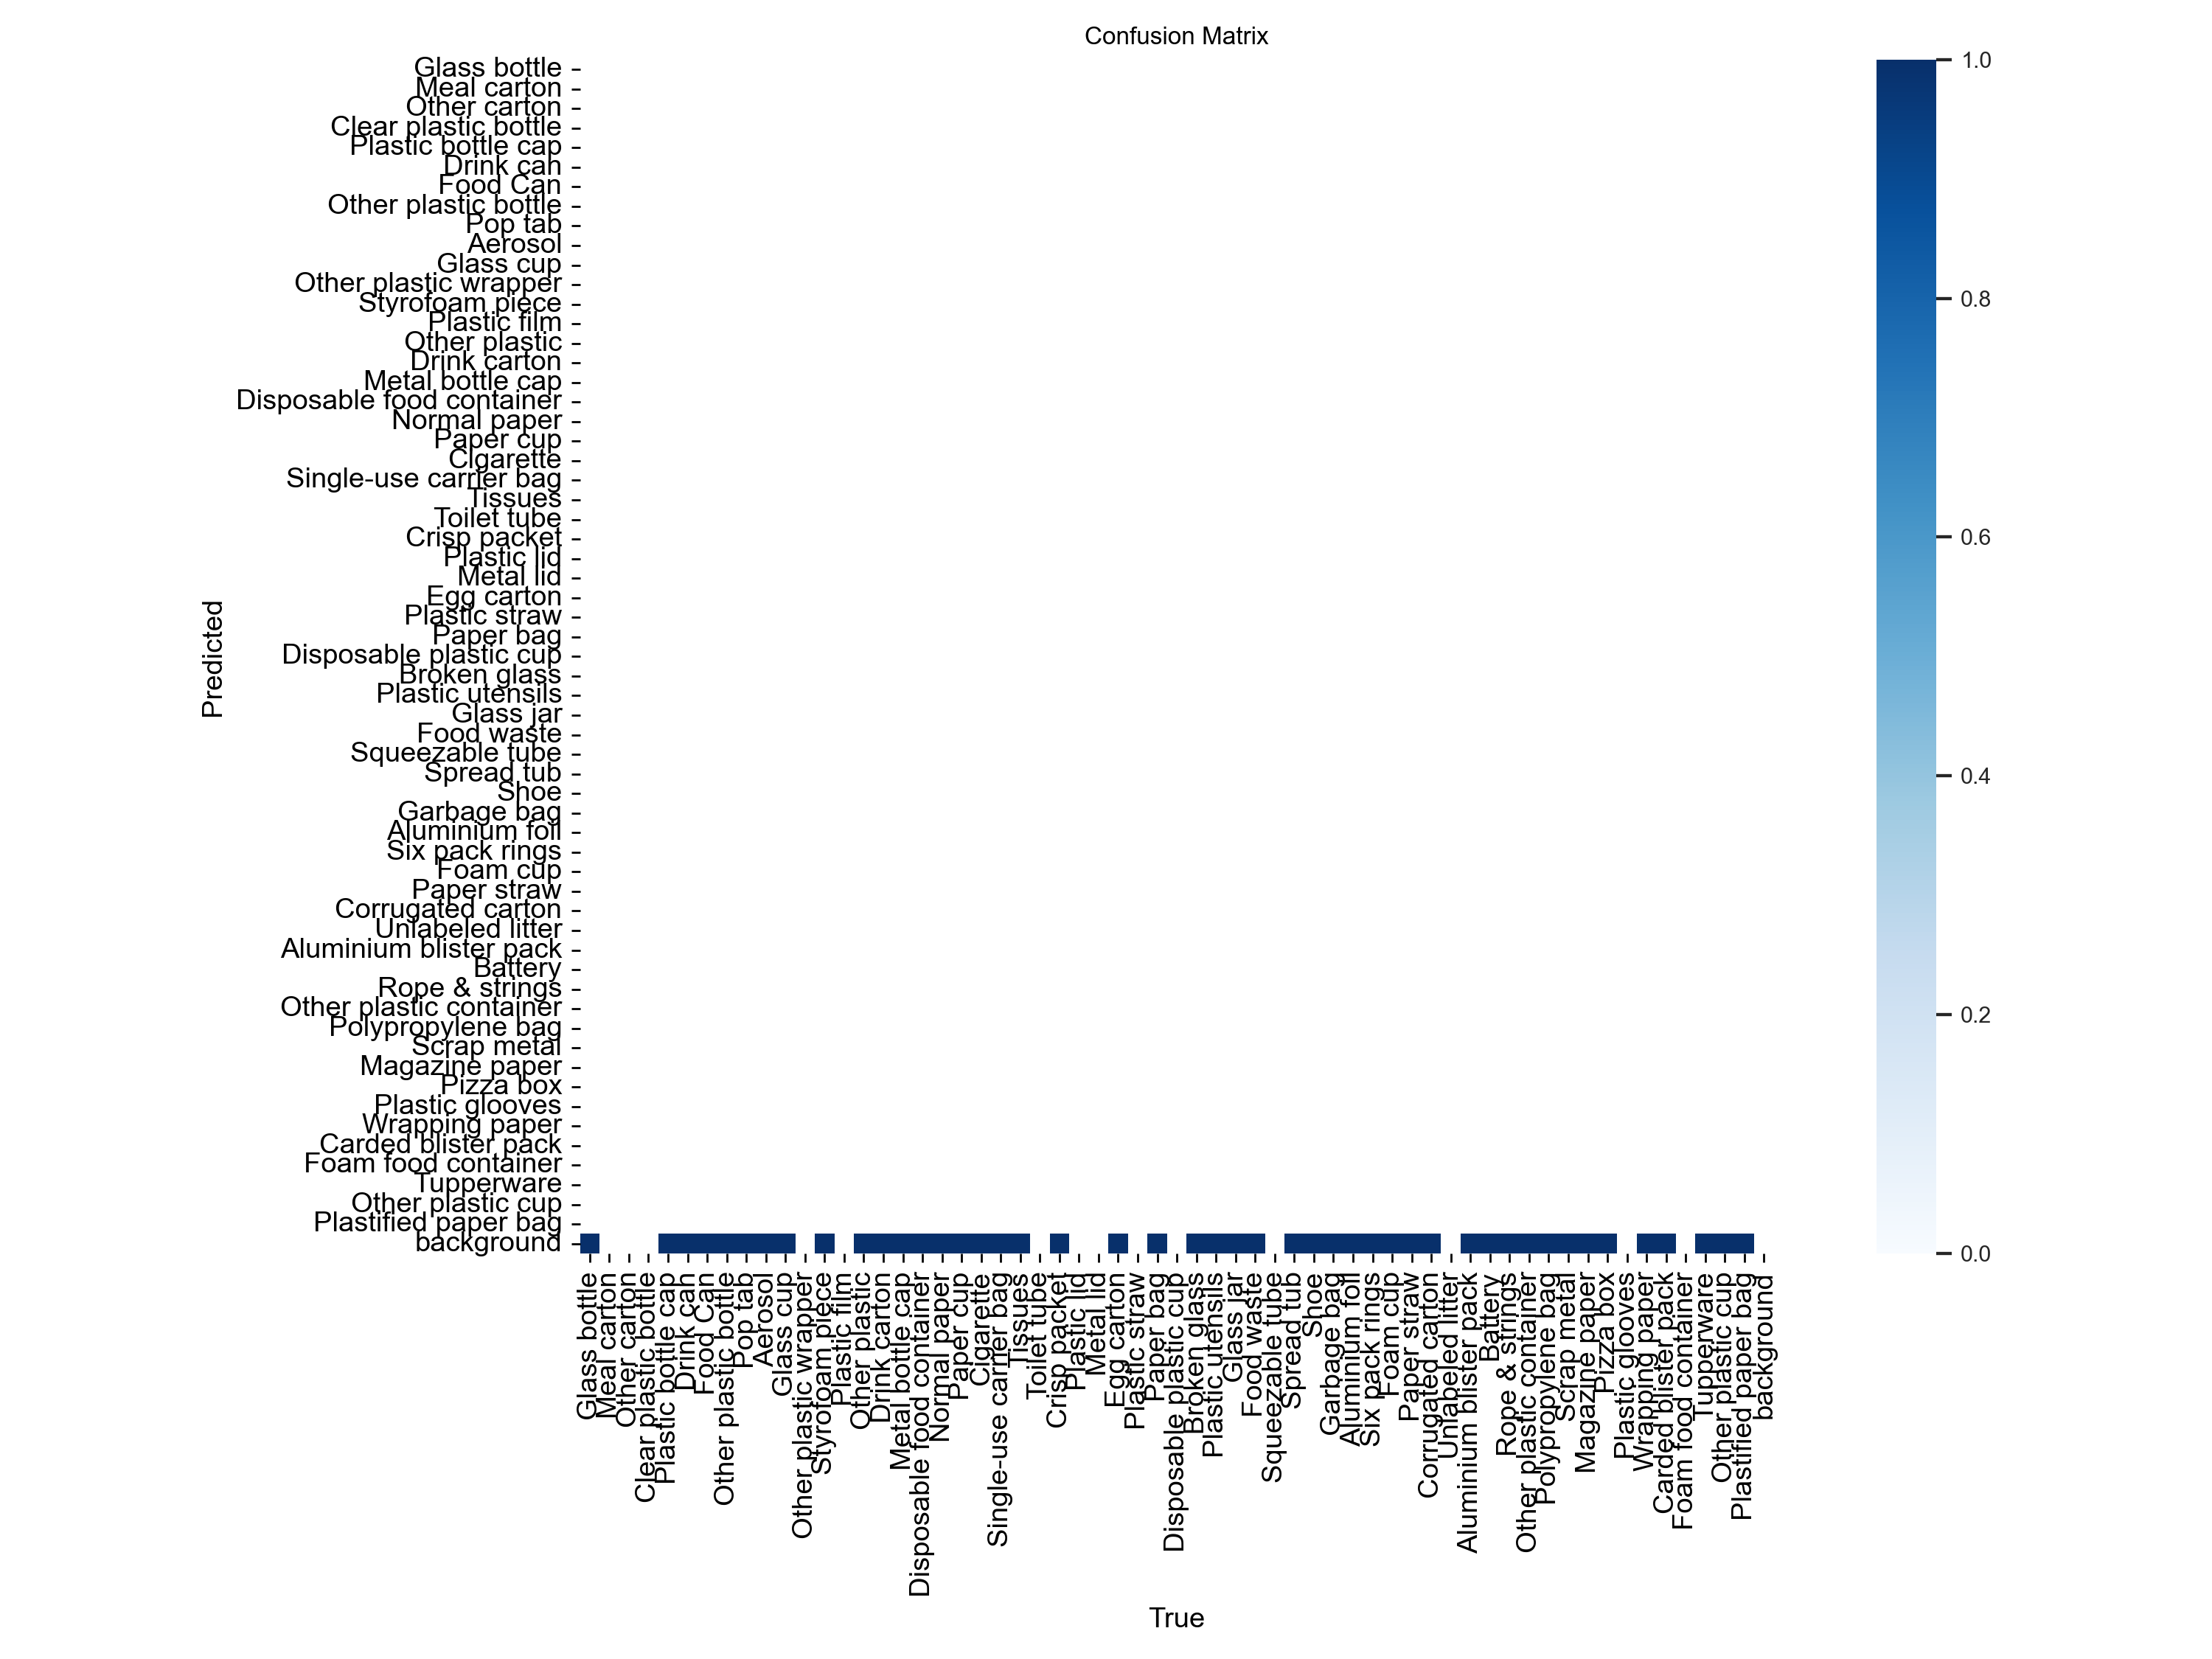 Confusion Matrix
Glass bottle
Meal carton
Other carton
Clear plastic bottle
Plastic bottle cap
Drink can
Food Can
Other plastic bottle
Pop tab
Aerosol
Glass cup
Other plastic wrapper
Styrofoam piece
Plastic film
Other plastic
Drink carton
Metal bottle cap
Disposable food container
Normal paper
Paper cup
Cigarette
Single-use carrier bag
Tissues
Toilet tube
Crisp packet
Plastic lid
Metal lid
Egg carton
Plastic straw
Paper bag
Disposable plastic cup
Broken glass
Plastic utensils
Glass jar
Food waste
Squeezable tube
Spread tub
Shoe
Garbage bag
Aluminium foil
Six pack rings
Foam cup
Paper straw
Corrugated carton
Unlabeled litter
Aluminium blister pack
Battery
Rope & strings
Other plastic container
Polypropylene bag
Scrap metal
Magazine paper
Pizza box
Plastic glooves
Wrapping paper
Carded blister pack
Foam food container
Tupperware
Other plastic cup
Plastified paper bag
background
Predicted
Glass bottle
Meal carton
Other carton
Clear plastic bottle
Plastic bottle cap
Drink can
Food Can
Other plastic bottle
Pop tab
Aerosol
Glass cup
Other plastic wrapper
Styrofoam piece
Plastic film
Other plastic
Drink carton
Metal bottle cap
Disposable food container
Normal paper
Paper cup
Cigarette
Single-use carrier bag
Tissues
Toilet tube
Crisp packet
Plastic lid
Metal lid
Egg carton
Plastic straw
Paper bag
Disposable plastic cup
Broken glass
Plastic utensils
Glass jar
Food waste
Squeezable tube
Spread tub
Shoe
Garbage bag
Aluminium foil
Six pack rings
Foam cup
Paper straw
Corrugated carton
Unlabeled litter
Aluminium blister pack
Battery
Rope & strings
Other plastic container
Polypropylene bag
Scrap metal
Magazine paper
Pizza box
Plastic glooves
Wrapping paper
Carded blister pack
Foam food container
Tupperware
Other plastic cup
Plastified paper bag
background
True
1.0
0.8
0.6
0.4
0.2
0.0